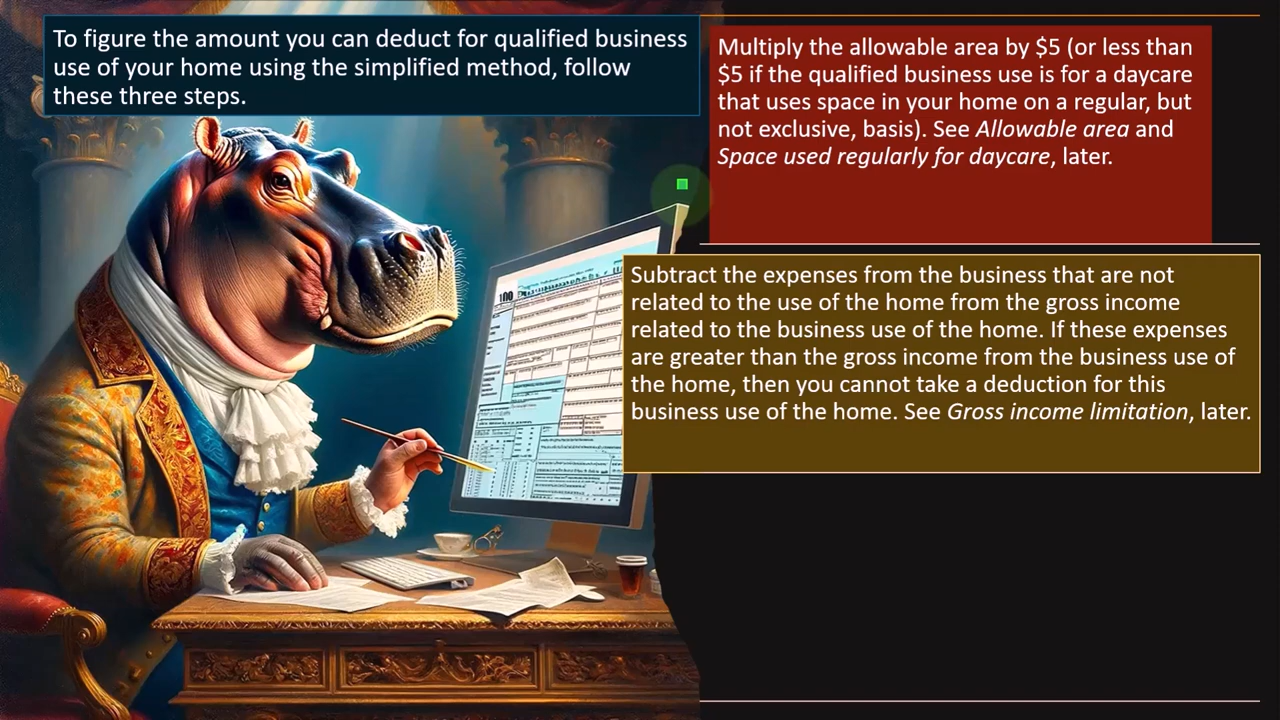 To figure the amount you can deduct for qualified business
use of your home using the simplified method, follow
these three steps.
Multiply the allowable area by $5 (or less than
$5 if the qualified business use is for a daycare
that uses space in your home on a regular, but
not exclusive, basis). See Allowable area and
Space used regularly for daycare, later.
Subtract the expenses from the business that are not
related to the use of the home from the gross income
related to the business use of the home. If these expenses
are greater than the gross income from the business use of
the home, then you cannot take a deduction for this
business use of the home. See Gross income limitation, later.